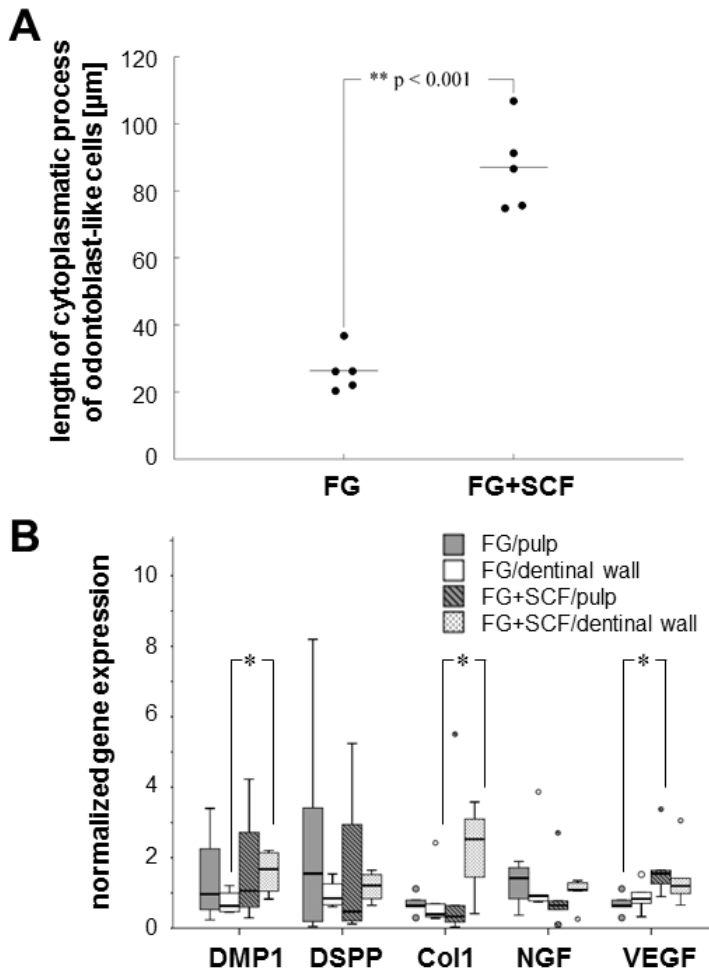 A
length of cytoplasmatic process
of odontoblast-like cells [µm]
120
100
80
60
40
20
0
** p < 0.001
FG
FG+SCF
B
normalized gene expression
10
8
6
4
2
0
FG/pulp
FG/dentinal wall
FG+SCF/pulp
FG+SCF/dentinal wall
*
*
*
DMP1
DSPP
Col1
NGF
VEGF